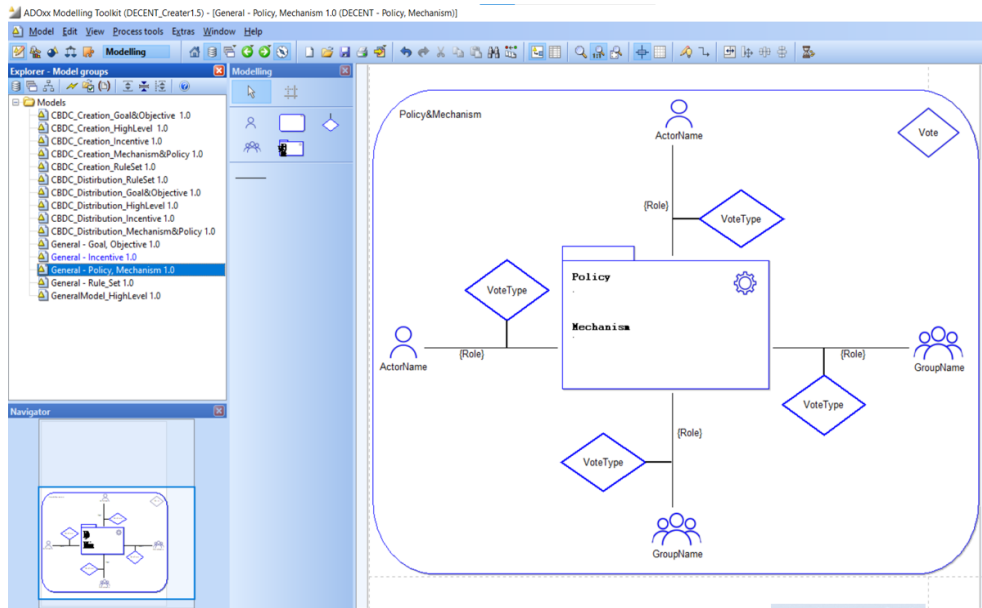 ADOxx Modelling Toolkit (DECENT_Creater1.5) - [General - Policy, Mechanism 1.0 (DECENT - Policy, Mechanism)]
Model Edit View Process tools Extras Window Help
Modelling
Explorer - Model groups
Models
CBDC_Creation_Goal&Objective 1.0
CBDC_Creation_HighLevel 1.0
CBDC_Creation_Incentive 1.0
CBDC_Creation_Mechanism&Policy 1.0
CBDC_Creation_RuleSet 1.0
CBDC_Distirbution_RuleSet 1.0
CBDC_Distribution_Goal&Objective 1.0
CBDC_Distribution_HighLevel 1.0
CBDC_Distribution_Incentive 1.0
CBDC_Distribution_Mechanism&Policy 1.0
General - Goal, Objective 1.0
General - Incentive 1.0
General - Policy, Mechanism 1.0
General - Rule_Set 1.0
GeneralModel_HighLevel 1.0
Navigator
Modelling
Policy&Mechanism
ActorName
Vote
{Role}
VoteType
VoteType
Policy
Mechanism
ActorName
{Role}
{Role}
GroupName
VoteType
{Role}
VoteType
GroupName